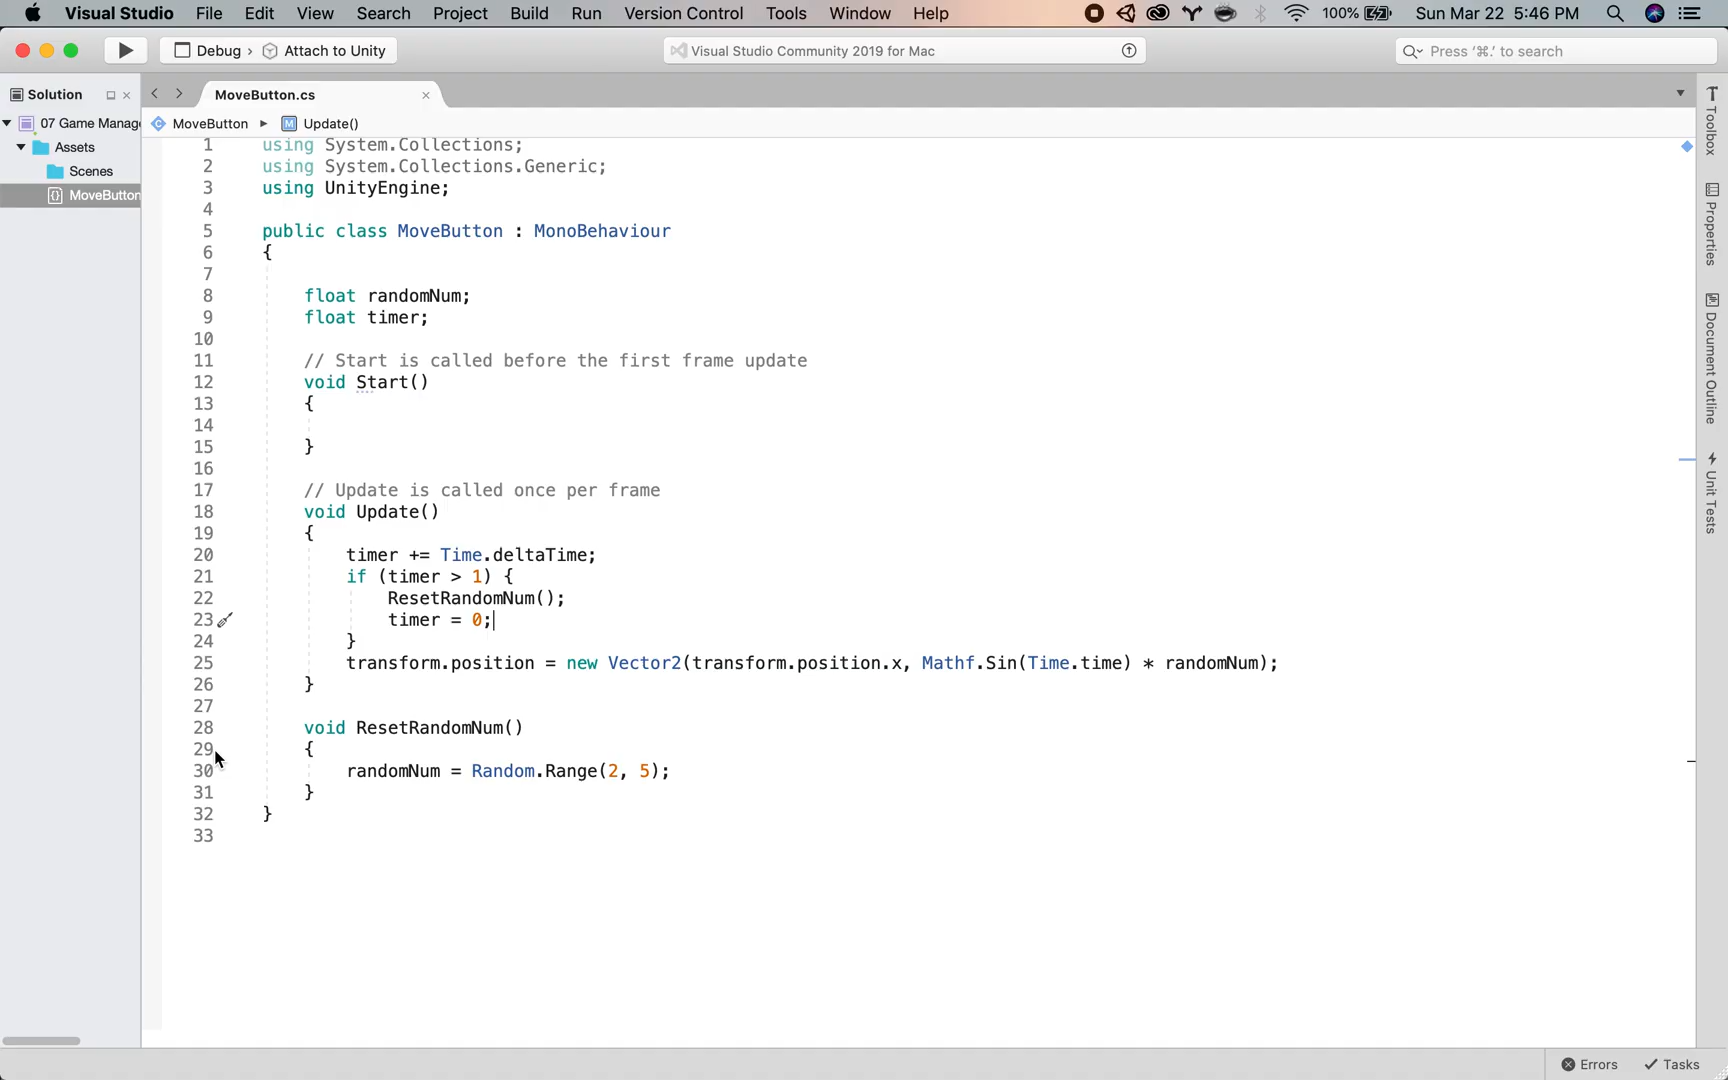 Visual Studio File Edit View Search Project Build Run Version Control Tools Window Help 100% Sun Mar 22 5:46 PM
Debug › Attach to Unity Visual Studio Community 2019 for Mac Press ‘⌘.’ to search
Solution
07 Game Manag
Assets
Scenes
MoveButton
MoveButton.cs
MoveButton Update()
1 using System.Collections;
2 using System.Collections.Generic;
3 using UnityEngine;
4
5 public class MoveButton : MonoBehaviour
6 {
7
8 float randomNum;
9 float timer;
10
11 // Start is called before the first frame update
12 void Start()
13 {
14
15 }
16
17 // Update is called once per frame
18 void Update()
19 {
20 timer += Time.deltaTime;
21 if (timer > 1) {
22 ResetRandomNum();
23 timer = 0;
24 }
25 transform.position = new Vector2(transform.position.x, Mathf.Sin(Time.time) * randomNum);
26 }
27
28 void ResetRandomNum()
29 {
30 randomNum = Random.Range(2, 5);
31 }
32 }
33
Toolbox
Properties
Document Outline
Unit Tests
Errors Tasks